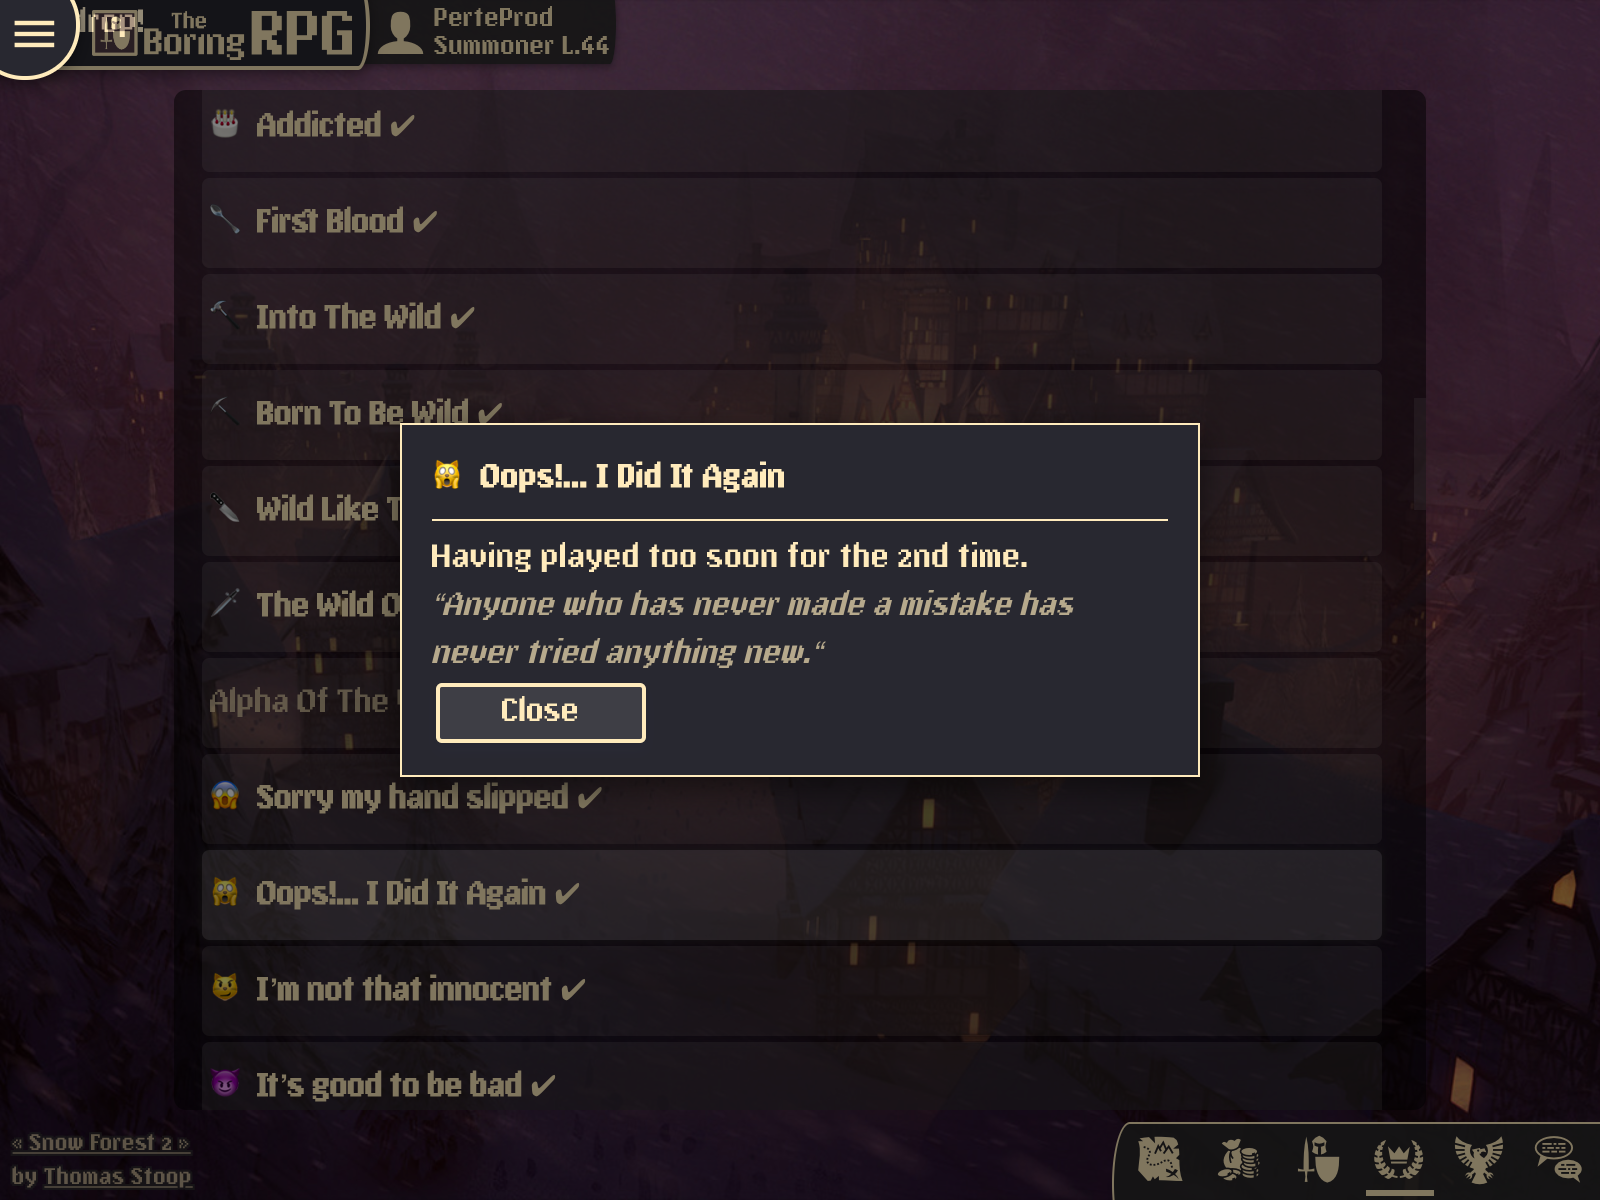 drop!
The
Boring RPG
PerteProd
Summoner L.44
Addicted ✓
First Blood ✓
Into The Wild ✓
Born To Be Wild ✓
Wild Like T
The Wild O
Alpha Of The
Oops!... I Did It Again
Having played too soon for the 2nd time.
“Anyone who has never made a mistake has
never tried anything new.“
Close
Sorry my hand slipped ✓
Oops!... I Did It Again ✓
I'm not that innocent ✓
It's good to be bad ✓
« Snow Forest 2 »
by Thomas Stoop